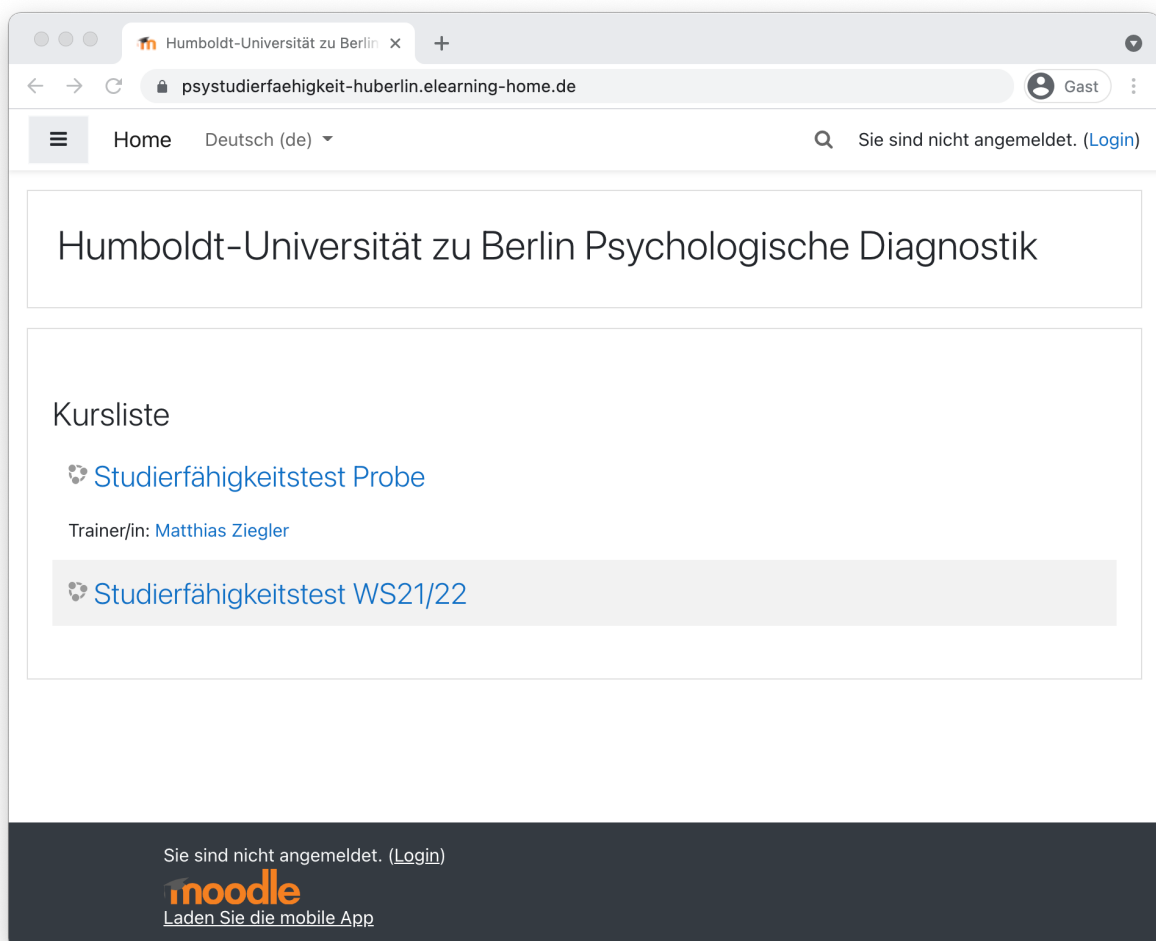 Humboldt-Universität zu Berlin
psystudierfaehigkeit-huberlin.elearning-home.de
Gast
Home
Deutsch (de)
Sie sind nicht angemeldet. (Login)
Humboldt-Universität zu Berlin Psychologische Diagnostik
Kursliste
Studierfähigkeitstest Probe
Trainer/in: Matthias Ziegler
Studierfähigkeitstest WS21/22
Sie sind nicht angemeldet. (Login)
moodle
Laden Sie die mobile App